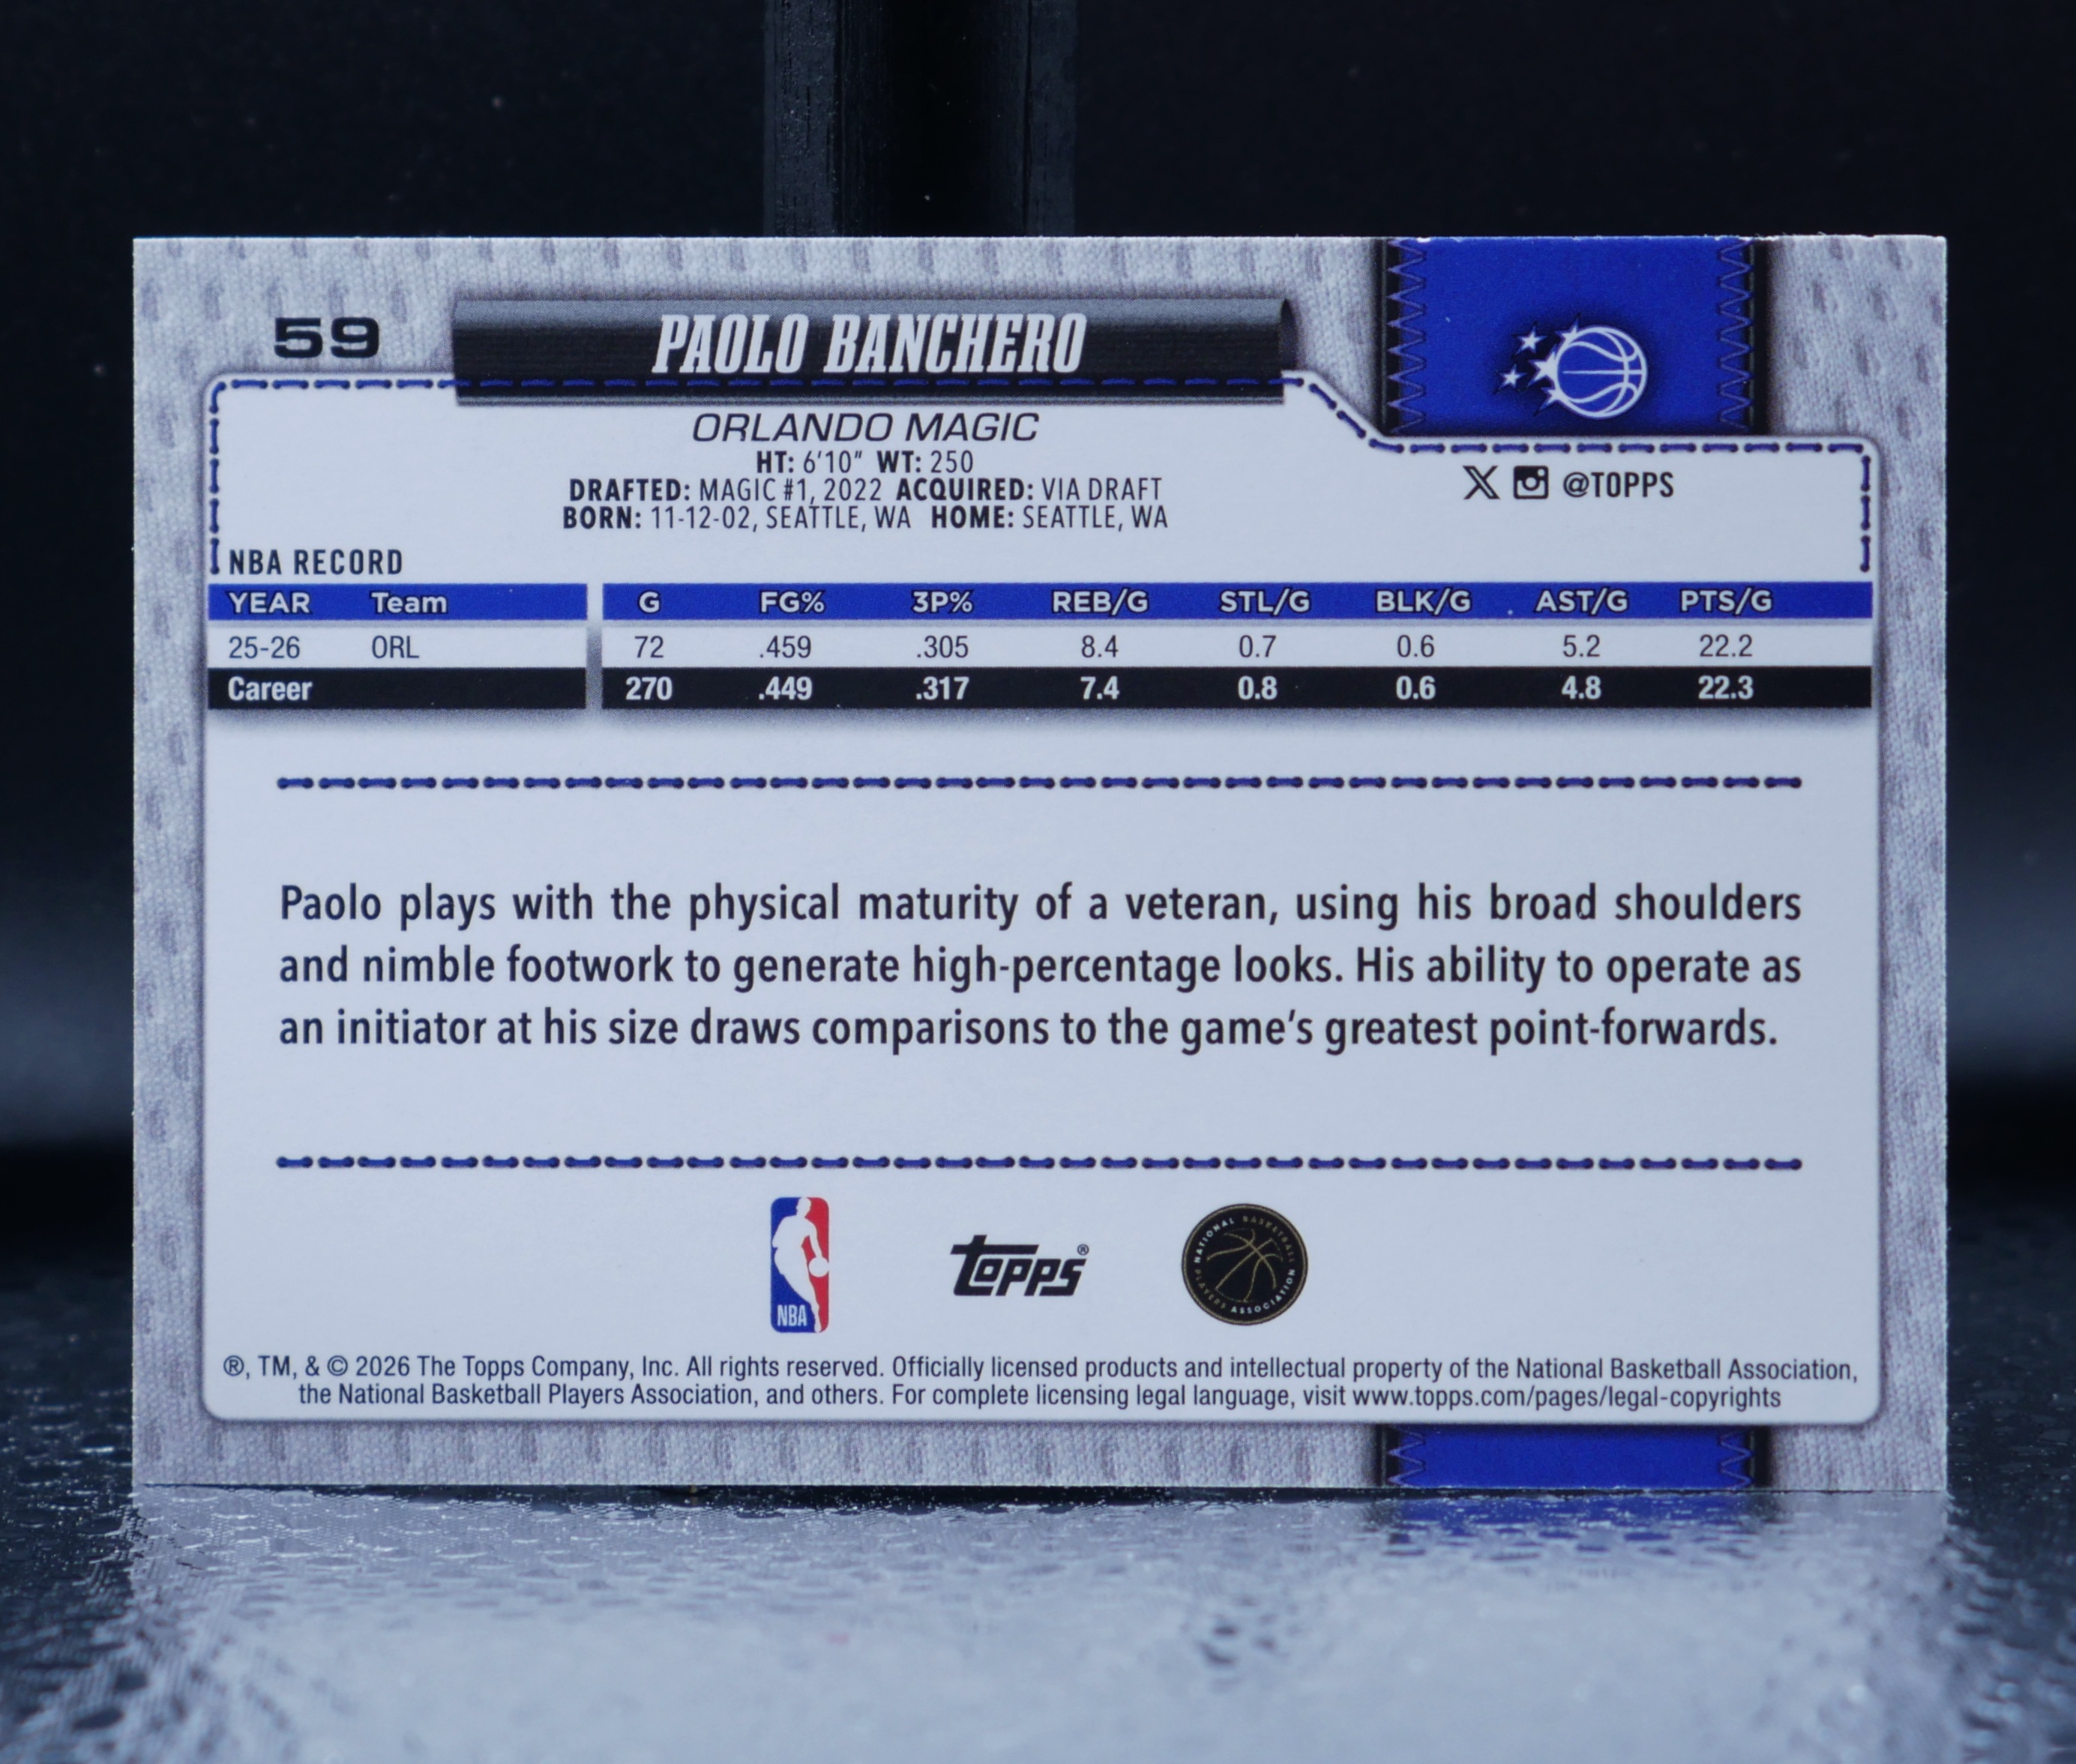 59
PAOLO BANCHERO
ORLANDO MAGIC
HT: 6'10" WT: 250
DRAFTED: MAGIC #1, 2022 ACQUIRED: VIA DRAFT
BORN: 11-12-02, SEATTLE, WA HOME: SEATTLE, WA
@TOPPS
NBA RECORD
YEAR Team G FG% 3P% REB/G STL/G BLK/G AST/G PTS/G
25-26 ORL 72 .459 .305 8.4 0.7 0.6 5.2 22.2
Career 270 .449 .317 7.4 0.8 0.6 4.8 22.3
Paolo plays with the physical maturity of a veteran, using his broad shoulders
and nimble footwork to generate high-percentage looks. His ability to operate as
an initiator at his size draws comparisons to the game's greatest point-forwards.
NBA
topps®
NATIONAL BASKETBALL PLAYERS ASSOCIATION
®, TM, & © 2026 The Topps Company, Inc. All rights reserved. Officially licensed products and intellectual property of the National Basketball Association,
the National Basketball Players Association, and others. For complete licensing legal language, visit www.topps.com/pages/legal-copyrights